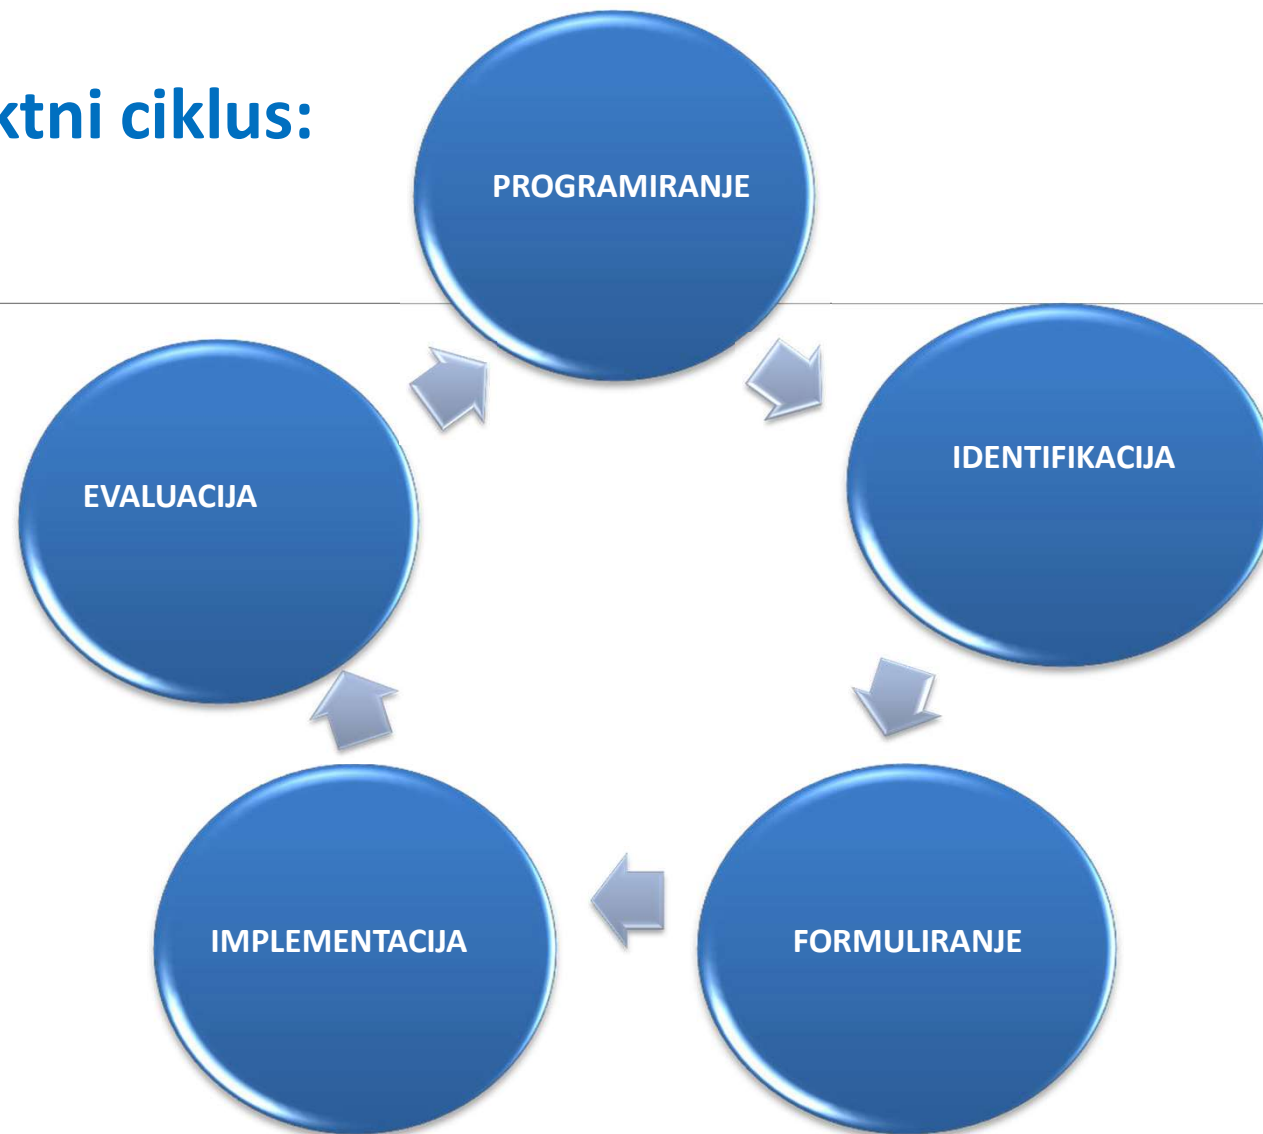 ktni ciklus:
PROGRAMIRANJE
IDENTIFIKACIJA
EVALUACIJA
FORMULIRANJE
IMPLEMENTACIJA